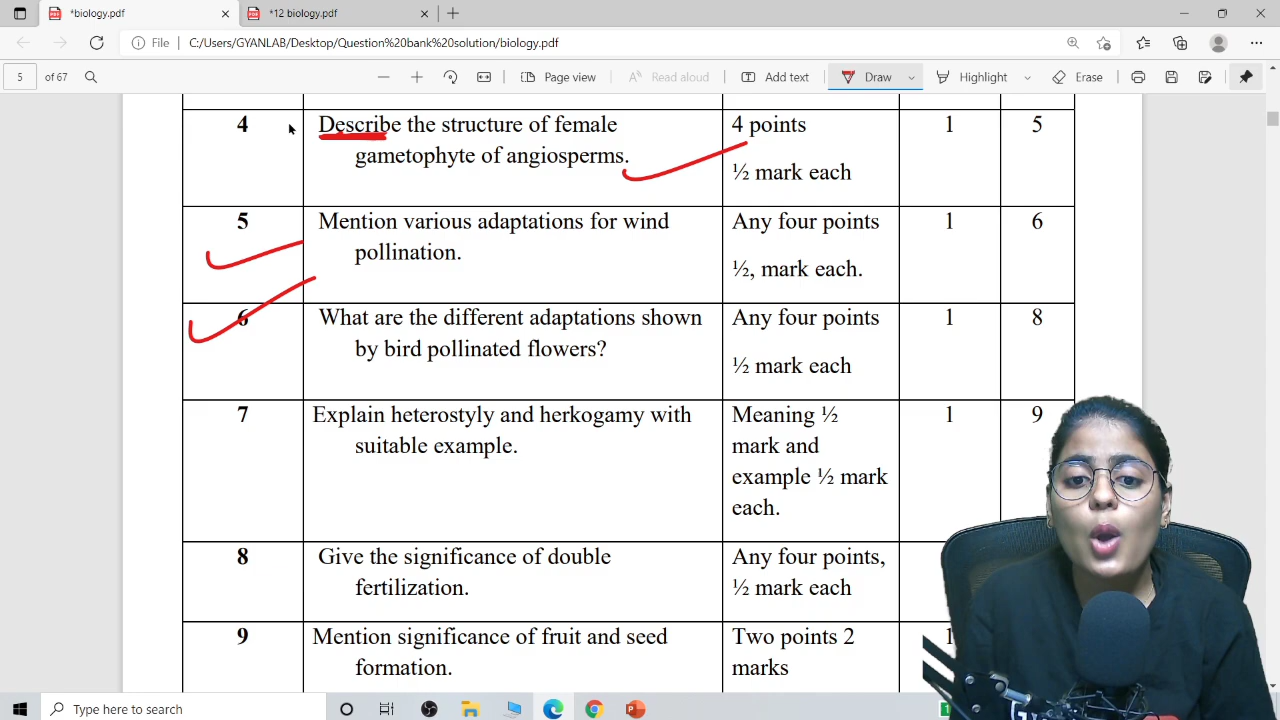 *biology.pdf
*12 biology.pdf
File
C:/Users/GYANLAB/Desktop/Question%20bank%20solution/biology.pdf
5 of 67
Page view
Read aloud
Add text
Draw
Highlight
Erase
4 Describe the structure of female 4 points 1 5
gametophyte of angiosperms.
½ mark each
5 Mention various adaptations for wind Any four points 1 6
pollination.
½, mark each.
6 What are the different adaptations shown Any four points 1 8
by bird pollinated flowers?
½ mark each
7 Explain heterostyly and herkogamy with Meaning ½ 1 9
suitable example. mark and
example ½ mark
each.
8 Give the significance of double Any four points,
fertilization. ½ mark each
9 Mention significance of fruit and seed Two points 2 1
formation. marks
Type here to search